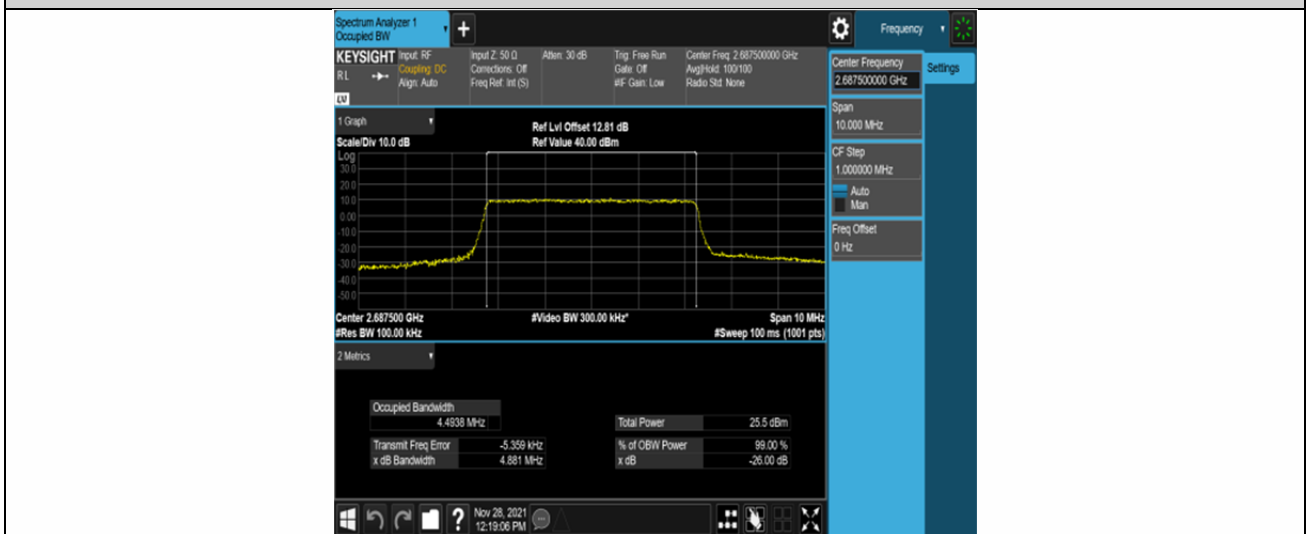 Spectrum Analyzer 1
Occupied BW
+
Frequency
KEYSIGHT
RL
LXI
Input: RF
Coupling: DC
Align: Auto
Input Z: 50 Ω
Corrections: Off
Freq Ref: Int (S)
Atten: 30 dB
Trig: Free Run
Gate: Off
#IF Gain: Low
Center Freq: 2.687500000 GHz
Avg|Hold: 100/100
Radio Std: None
1 Graph
Scale/Div 10.0 dB
Ref Lvl Offset 12.81 dB
Ref Value 40.00 dBm
Log
30.0
20.0
10.0
0.00
-10.0
-20.0
-30.0
-40.0
-50.0
Center 2.687500 GHz
#Res BW 100.00 kHz
#Video BW 300.00 kHz*
Span 10 MHz
#Sweep 100 ms (1001 pts)
2 Metrics
Occupied Bandwidth
4.4938 MHz
Transmit Freq Error -5.359 kHz
x dB Bandwidth 4.881 MHz
Total Power 25.5 dBm
% of OBW Power 99.00 %
x dB -26.00 dB
?
Nov 28, 2021
12:19:06 PM
Center Frequency
2.687500000 GHz
Settings
Span
10.000 MHz
CF Step
1.000000 MHz
Auto
Man
Freq Offset
0 Hz